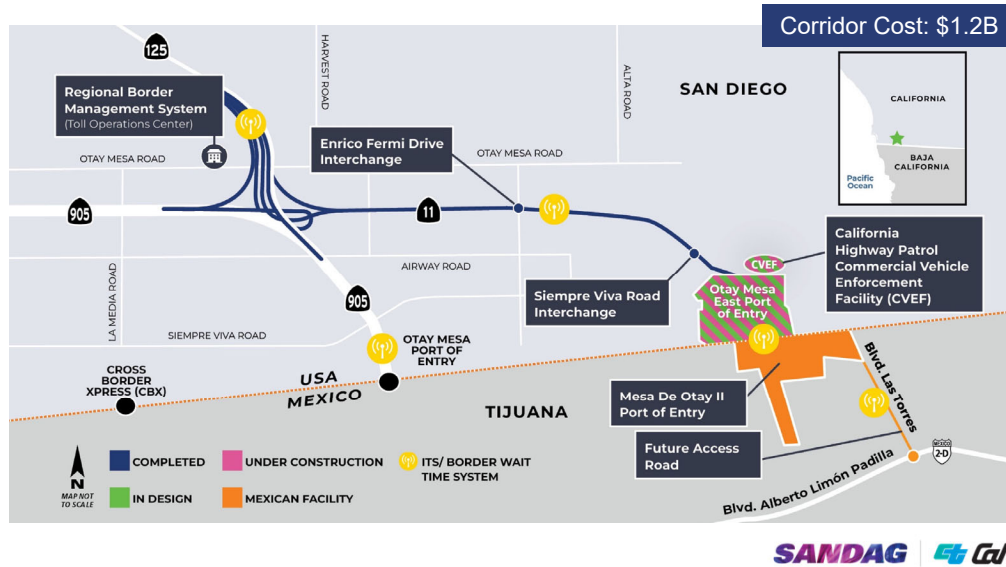 Corridor Cost: $1.2B
125
HARVEST ROAD
ALTA ROAD
SAN DIEGO
CALIFORNIA
BAJA
CALIFORNIA
Pacific
Ocean
Regional Border
Management System
(Toll Operations Center)
Enrico Fermi Drive
Interchange
OTAY MESA ROAD
OTAY MESA ROAD
905
11
California
Highway Patrol
Commercial Vehicle
Enforcement
Facility (CVEF)
CVEF
LA MEDIA ROAD
AIRWAY ROAD
Siempre Viva Road
Interchange
Otay Mesa
East Port
of Entry
905
SIEMPRE VIVA ROAD
OTAY MESA
PORT OF
ENTRY
CROSS
BORDER
XPRESS (CBX)
USA
MEXICO
TIJUANA
Mesa De Otay II
Port of Entry
Blvd. Las Torres
Future Access
Road
MEXICO
2-D
Blvd. Alberto Limón Padilla
N
MAP NOT
TO SCALE
COMPLETED
UNDER CONSTRUCTION
ITS/ BORDER WAIT
TIME SYSTEM
IN DESIGN
MEXICAN FACILITY
SANDAG
ct Cal